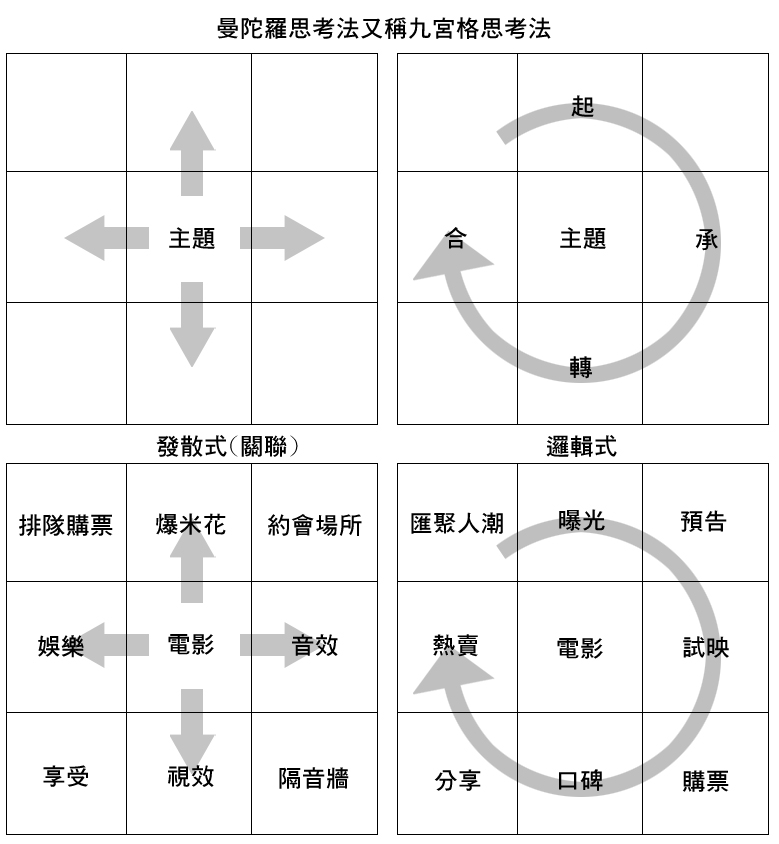 曼陀羅思考法又稱九宮格思考法
主題
起
合 主題 承
轉
發散式(關聯)
邏輯式
排隊購票 爆米花 約會場所
娛樂 電影 音效
享受 視效 隔音牆
匯聚人潮 曝光 預告
熱賣 電影 試映
分享 口碑 購票